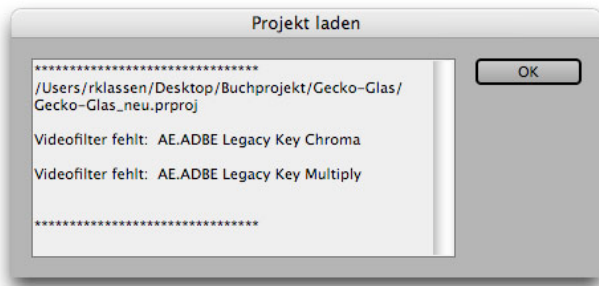 Projekt laden
********************************
/Users/rklassen/Desktop/Buchprojekt/Gecko-Glas/
Gecko-Glas_neu.prproj
Videofilter fehlt:  AE.ADBE Legacy Key Chroma
Videofilter fehlt:  AE.ADBE Legacy Key Multiply
********************************
OK